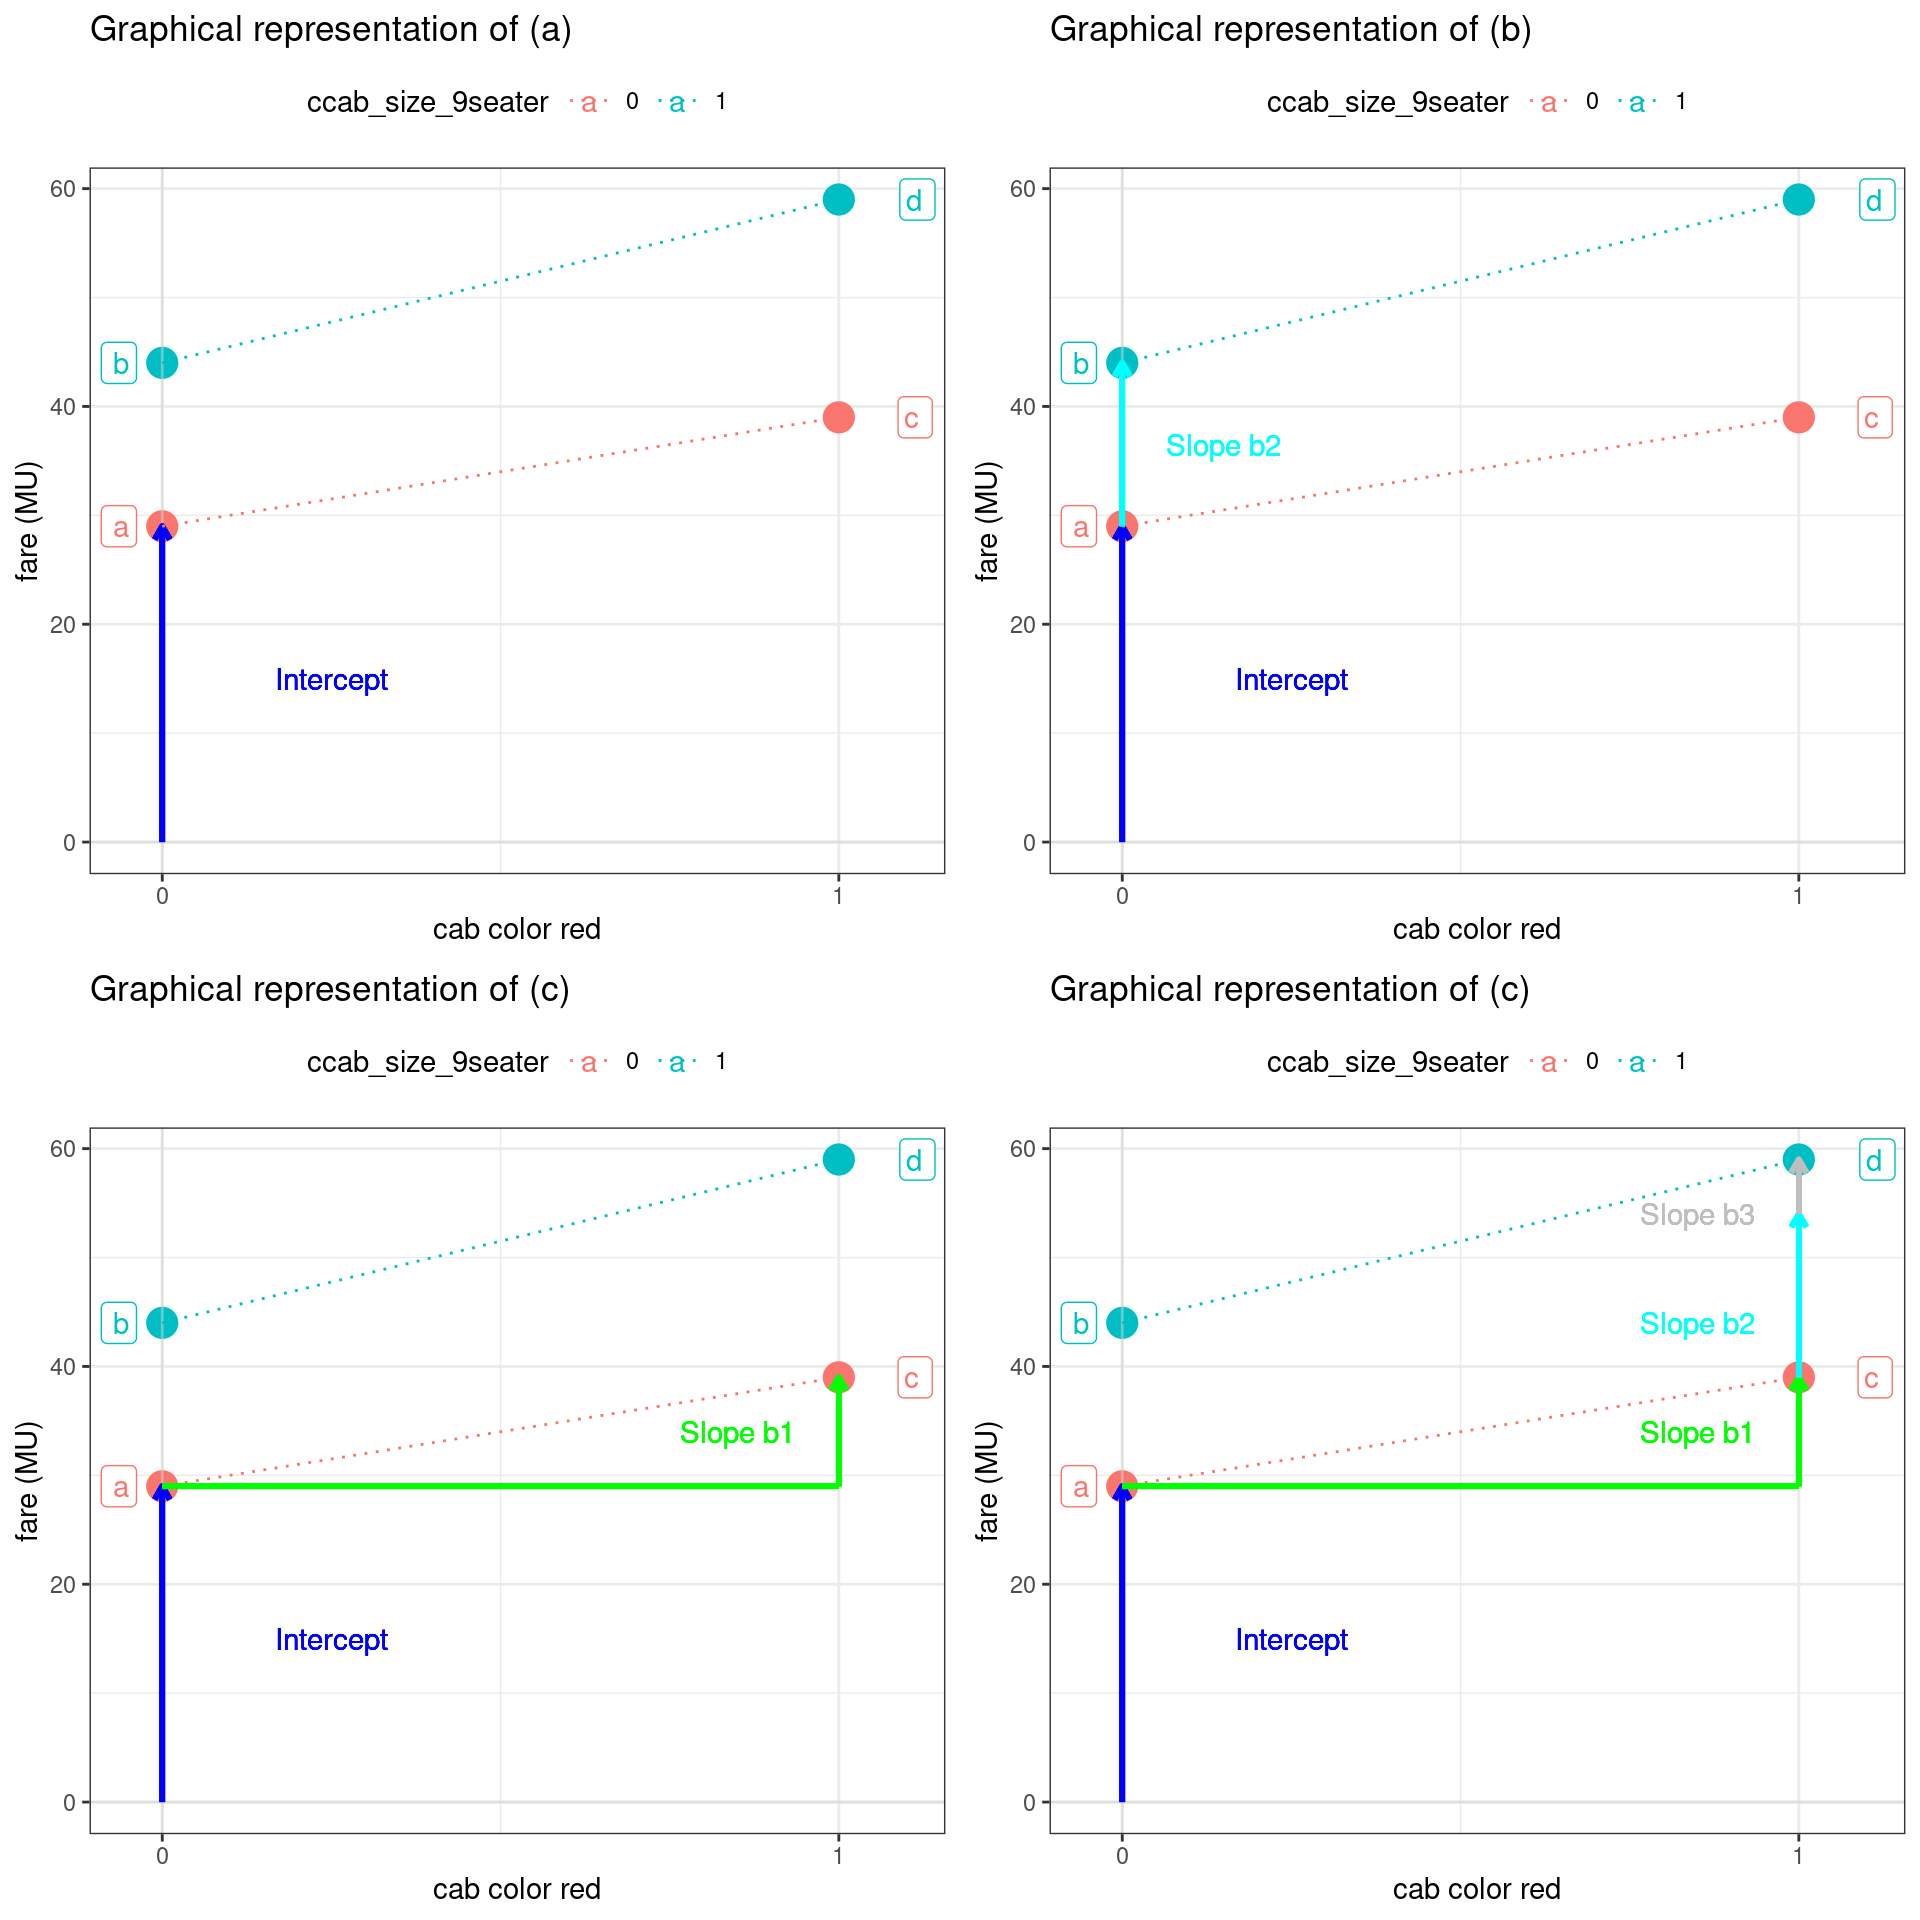 Graphical representation of (a)
ccab_size_9seater a 0 a 1
60
40
20
0
fare (MU)
d
b
c
a
Intercept
0 1
cab color red
Graphical representation of (b)
ccab_size_9seater a 0 a 1
60
40
20
0
fare (MU)
d
b
c
Slope b2
a
Intercept
0 1
cab color red
Graphical representation of (c)
ccab_size_9seater a 0 a 1
60
40
20
0
fare (MU)
d
b
c
Slope b1
a
Intercept
0 1
cab color red
Graphical representation of (c)
ccab_size_9seater a 0 a 1
60
40
20
0
fare (MU)
d
Slope b3
b
Slope b2
c
Slope b1
a
Intercept
0 1
cab color red